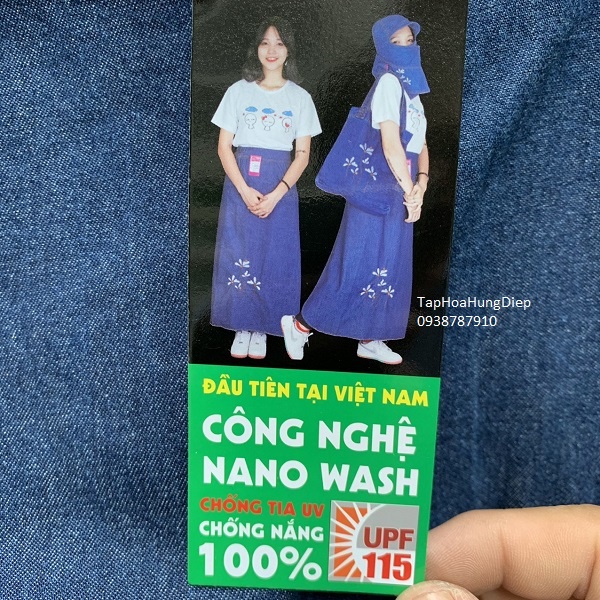 TapHoaHungDiep
0938787910
ĐẦU TIÊN TẠI VIỆT NAM
CÔNG NGHỆ
NANO WASH
CHỐNG TIA UV
CHỐNG NẮNG
100%
UPF
115